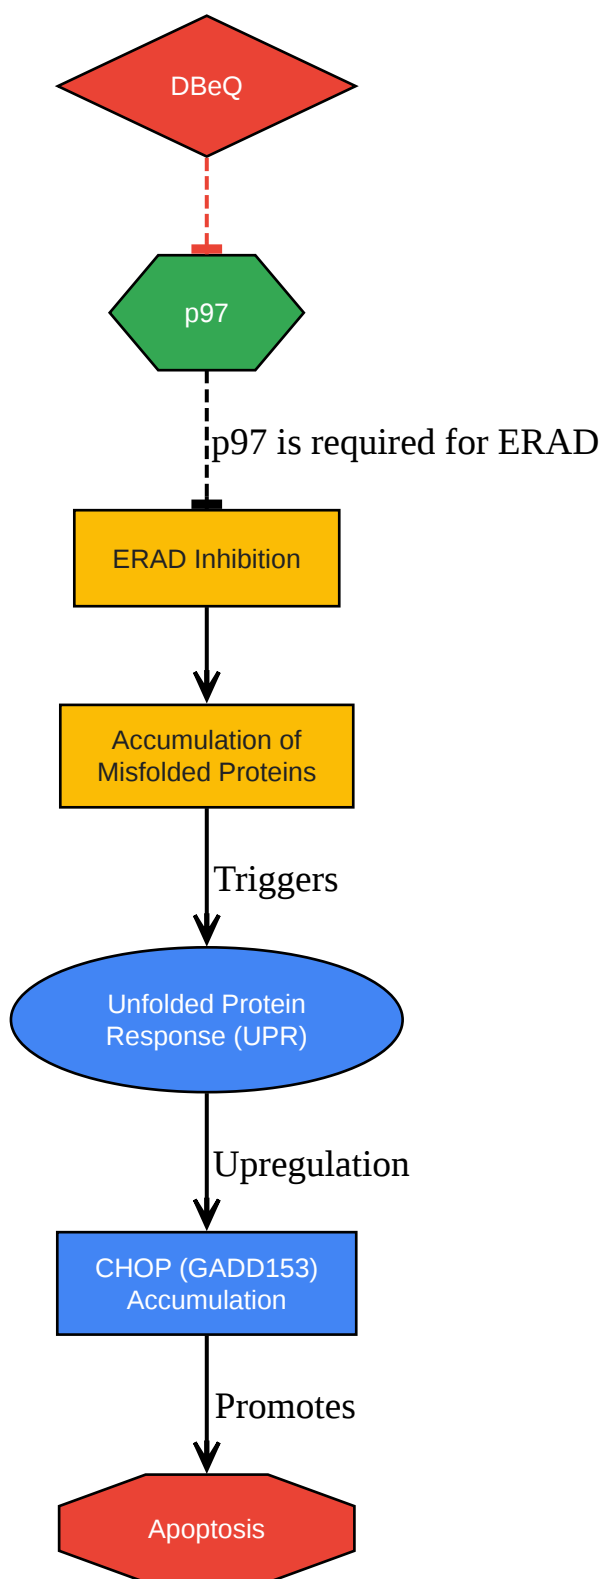 DBeQ
p97
p97 is required for ERAD
ERAD Inhibition
Accumulation of
Misfolded Proteins
Triggers
Unfolded Protein
Response (UPR)
Upregulation
CHOP (GADD153)
Accumulation
Promotes
Apoptosis